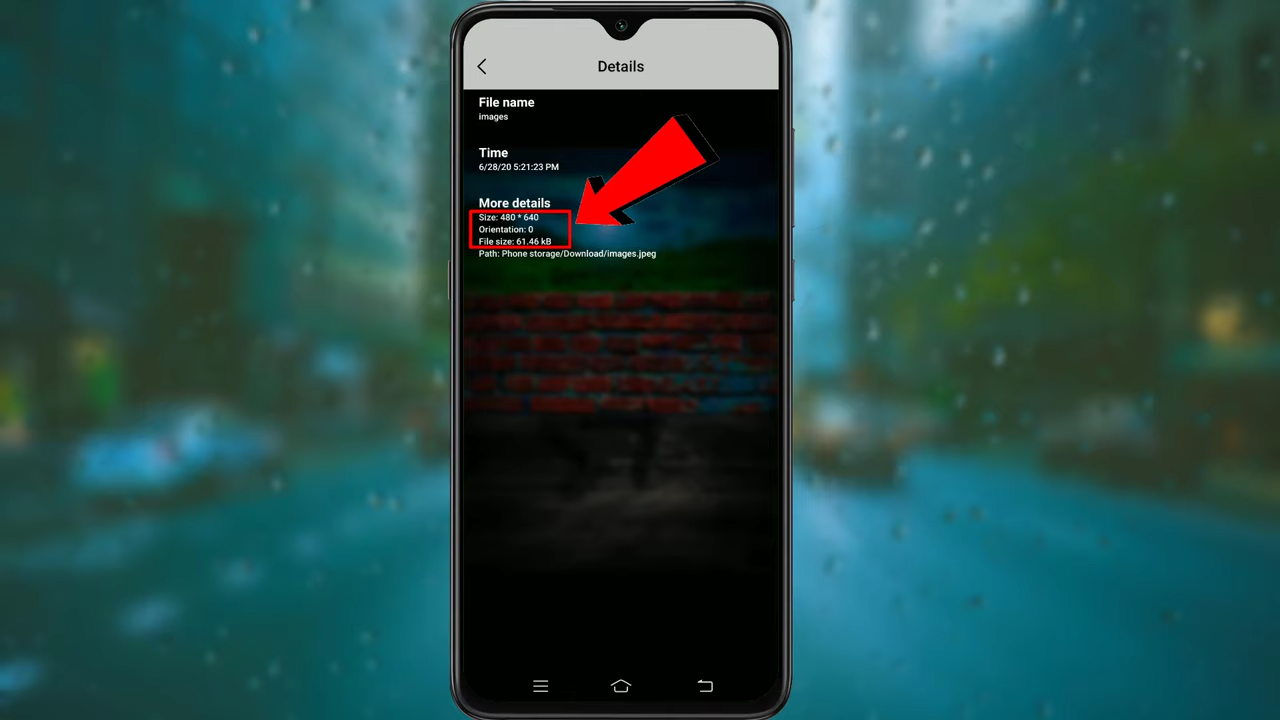 Details
File name
images
Time
6/28/20 5:21:23 PM
More details
Size: 480 * 640
Orientation: 0
File size: 61.46 kB
Path: Phone storage/Download/images.jpeg